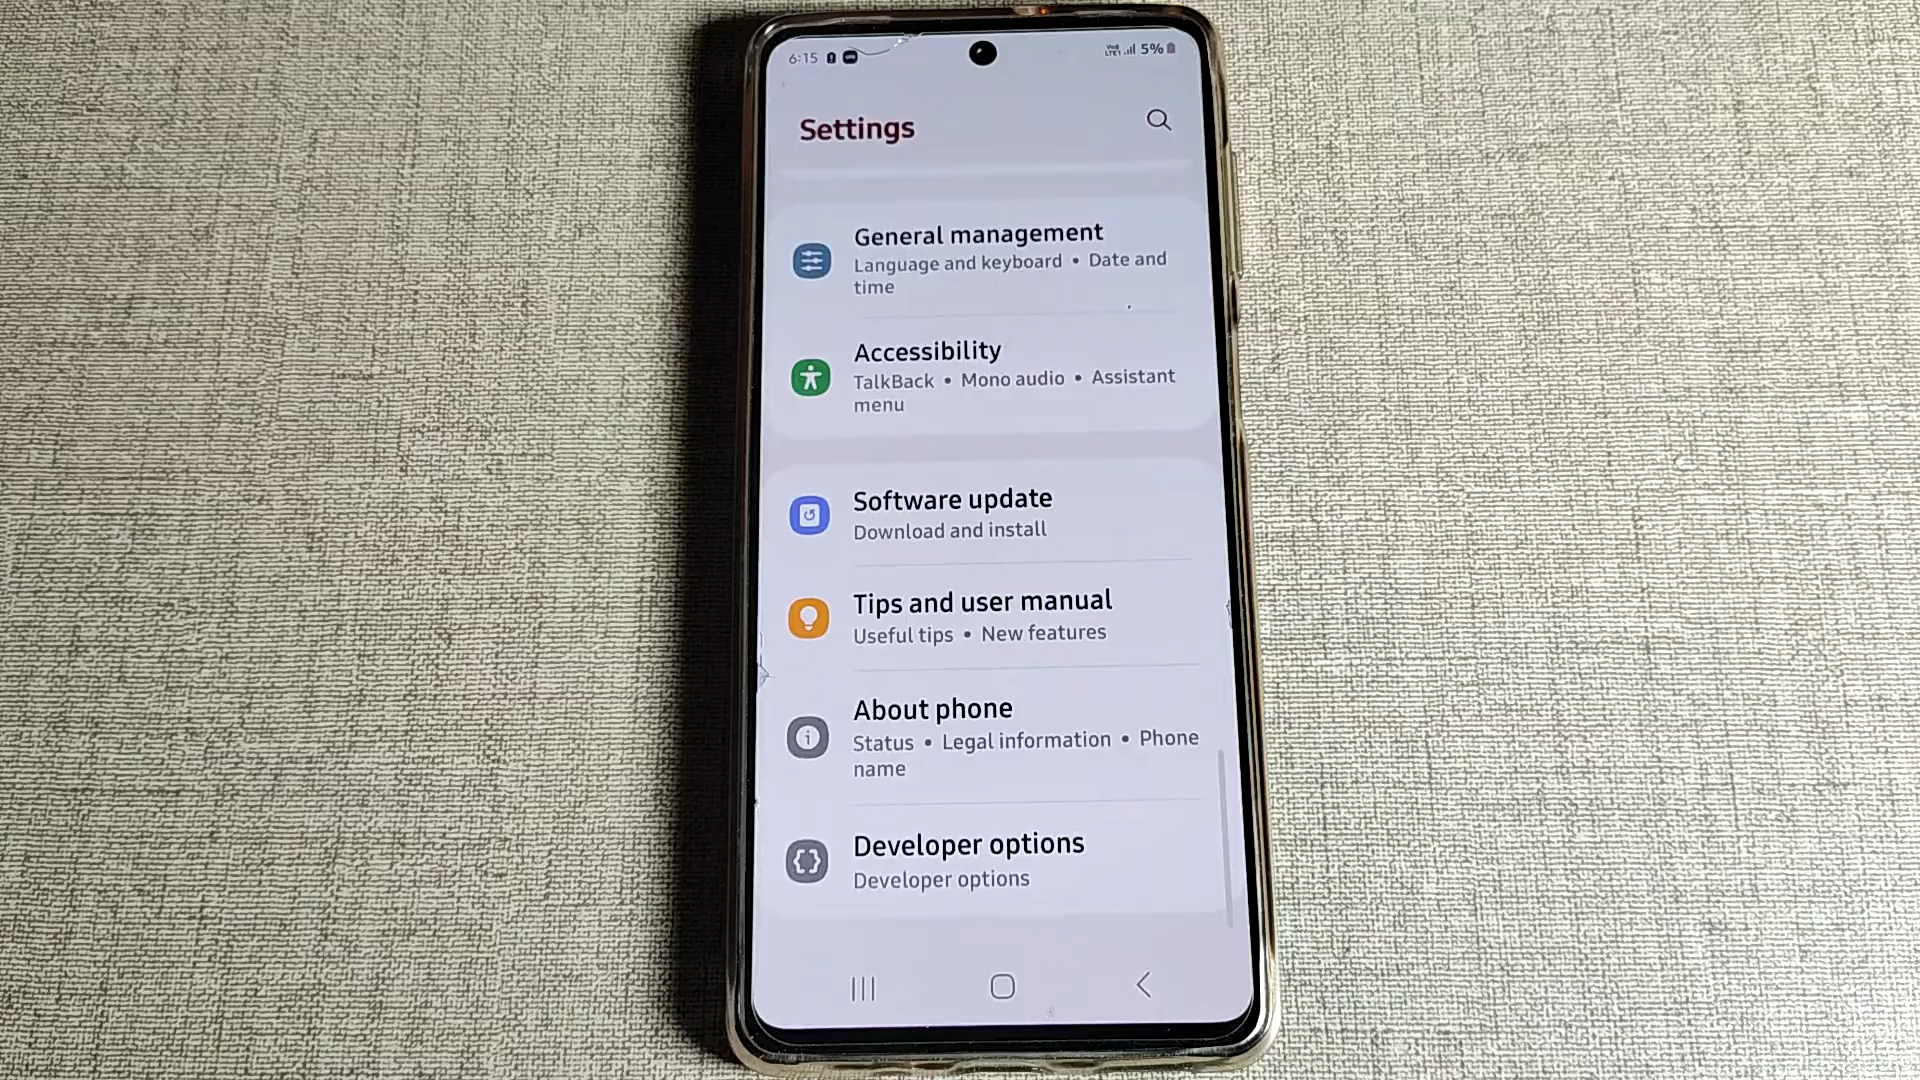 6:15
5%
Settings
General management
Language and keyboard • Date and
time
Accessibility
TalkBack • Mono audio • Assistant
menu
Software update
Download and install
Tips and user manual
Useful tips • New features
About phone
Status • Legal information • Phone
name
Developer options
Developer options